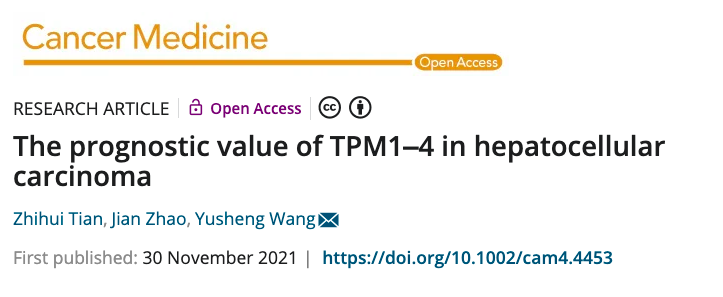 Cancer Medicine
Open Access
RESEARCH ARTICLE Open Access cc
The prognostic value of TPM1–4 in hepatocellular
carcinoma
Zhihui Tian, Jian Zhao, Yusheng Wang
First published: 30 November 2021 | https://doi.org/10.1002/cam4.4453